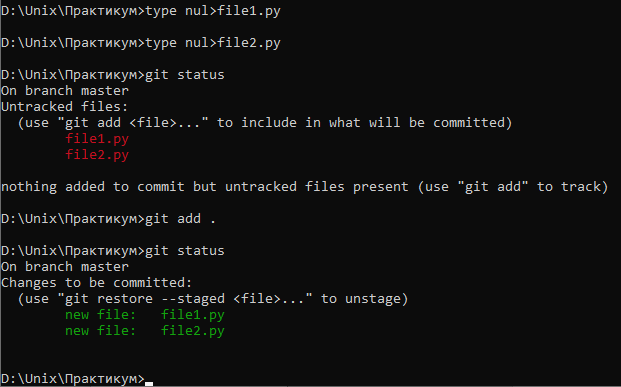 D:\Unix\Практикум>type nul>file1.py
D:\Unix\Практикум>type nul>file2.py
D:\Unix\Практикум>git status
On branch master
Untracked files:
  (use "git add <file>..." to include in what will be committed)
        file1.py
        file2.py
nothing added to commit but untracked files present (use "git add" to track)
D:\Unix\Практикум>git add .
D:\Unix\Практикум>git status
On branch master
Changes to be committed:
  (use "git restore --staged <file>..." to unstage)
        new file:   file1.py
        new file:   file2.py
D:\Unix\Практикум>